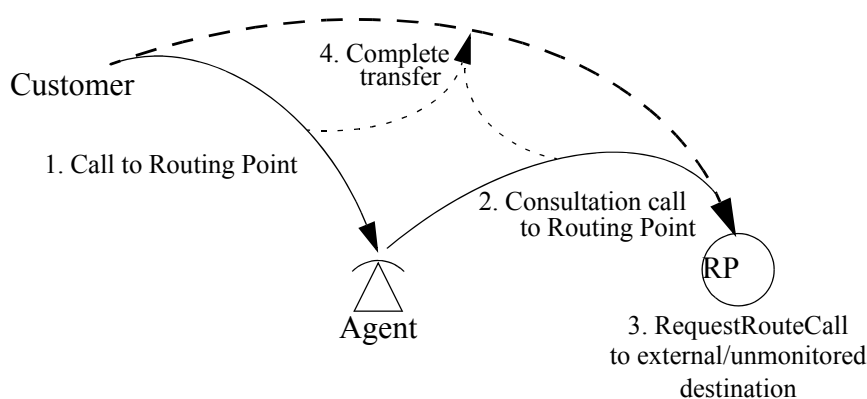 4. Complete
transfer
Customer
1. Call to Routing Point
2. Consultation call
to Routing Point
RP
Agent
3. RequestRouteCall
to external/unmonitored
destination